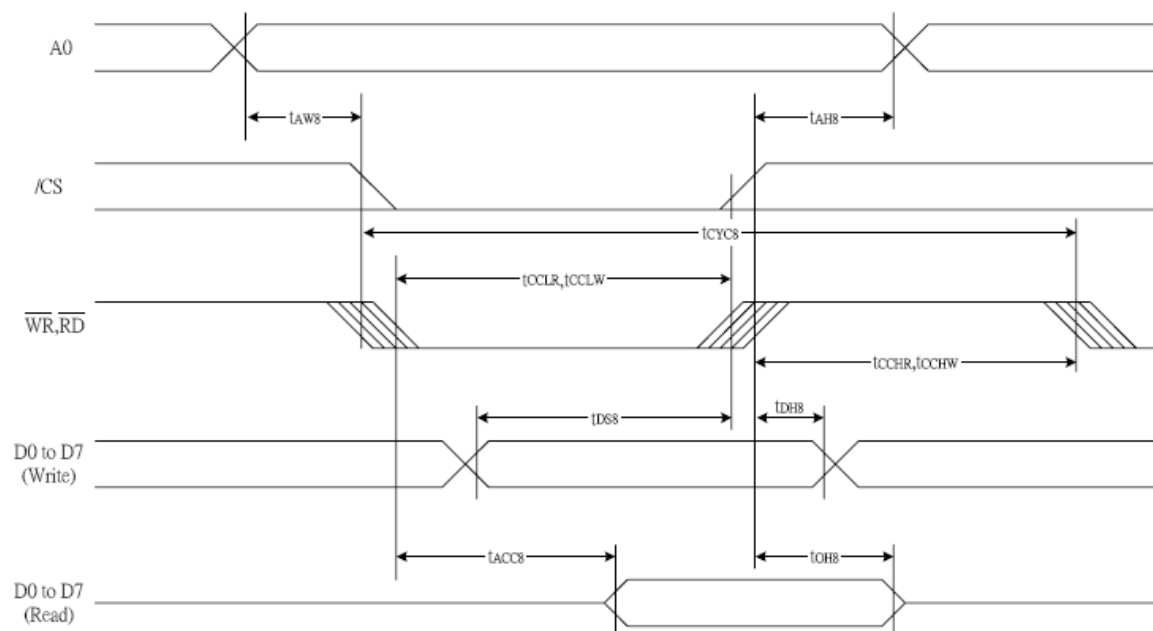 A0
tAW8
tAH8
/CS
tCYC8
tCCLR,tCCLW
WR,RD
tCCHR,tCCHW
tDS8
tDH8
D0 to D7
(Write)
tACC8
tOH8
D0 to D7
(Read)